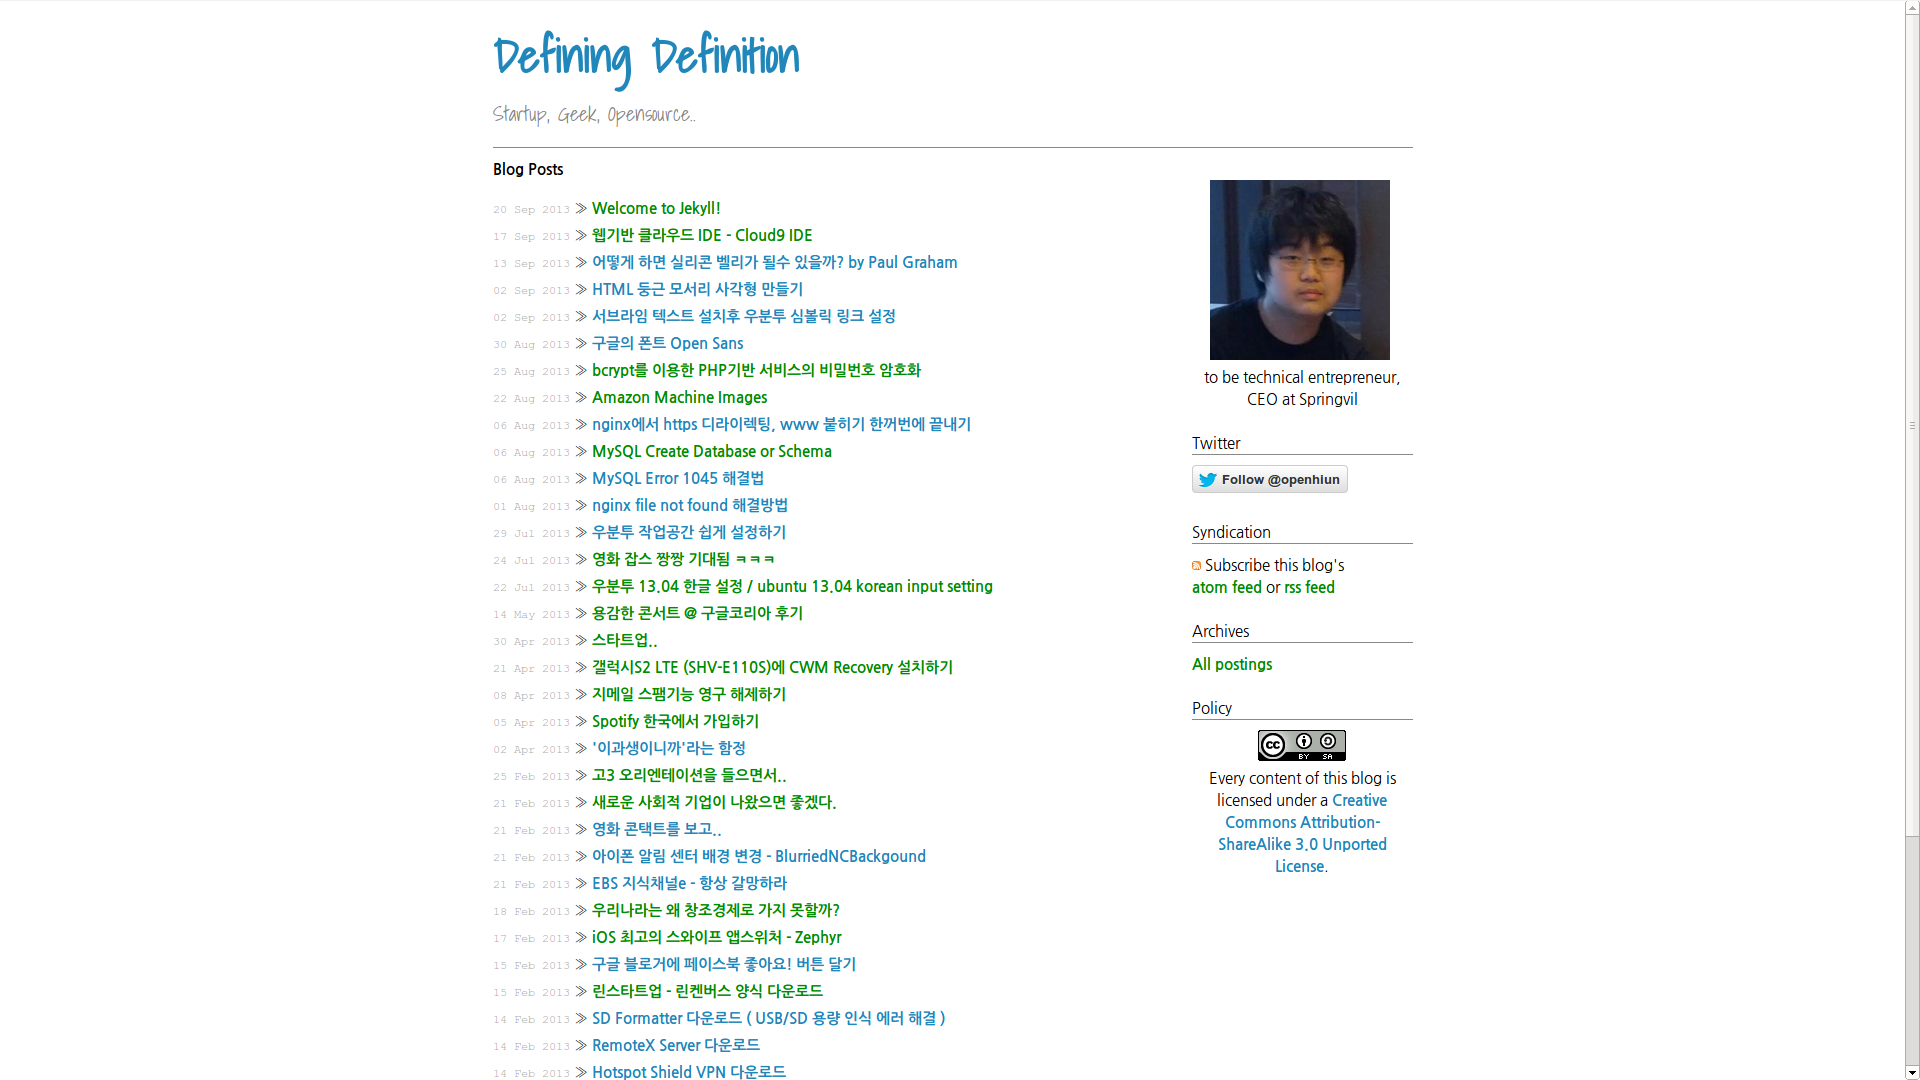 Defining Definition
Startup, Geek, Opensource..
Blog Posts
20 Sep 2013 » Welcome to Jekyll!
17 Sep 2013 » 웹기반 클라우드 IDE - Cloud9 IDE
13 Sep 2013 » 어떻게 하면 실리콘 벨리가 될수 있을까? by Paul Graham
02 Sep 2013 » HTML 둥근 모서리 사각형 만들기
02 Sep 2013 » 서브라임 텍스트 설치후 우분투 심볼릭 링크 설정
30 Aug 2013 » 구글의 폰트 Open Sans
25 Aug 2013 » bcrypt를 이용한 PHP기반 서비스의 비밀번호 암호화
22 Aug 2013 » Amazon Machine Images
06 Aug 2013 » nginx에서 https 디라이렉팅, www 붙히기 한꺼번에 끝내기
06 Aug 2013 » MySQL Create Database or Schema
06 Aug 2013 » MySQL Error 1045 해결법
01 Aug 2013 » nginx file not found 해결방법
29 Jul 2013 » 우분투 작업공간 쉽게 설정하기
24 Jul 2013 » 영화 잡스 짱짱 기대됨 ㅋㅋㅋ
22 Jul 2013 » 우분투 13.04 한글 설정 / ubuntu 13.04 korean input setting
14 May 2013 » 용감한 콘서트 @ 구글코리아 후기
30 Apr 2013 » 스타트업..
21 Apr 2013 » 갤럭시S2 LTE (SHV-E110S)에 CWM Recovery 설치하기
08 Apr 2013 » 지메일 스팸기능 영구 해제하기
05 Apr 2013 » Spotify 한국에서 가입하기
02 Apr 2013 » '이과생이니까'라는 함정
25 Feb 2013 » 고3 오리엔테이션을 들으면서..
21 Feb 2013 » 새로운 사회적 기업이 나왔으면 좋겠다.
21 Feb 2013 » 영화 콘택트를 보고..
21 Feb 2013 » 아이폰 알림 센터 배경 변경 - BlurriedNCBackgound
21 Feb 2013 » EBS 지식채널e - 항상 갈망하라
18 Feb 2013 » 우리나라는 왜 창조경제로 가지 못할까?
17 Feb 2013 » iOS 최고의 스와이프 앱스위처 - Zephyr
15 Feb 2013 » 구글 블로거에 페이스북 좋아요! 버튼 달기
15 Feb 2013 » 린스타트업 - 린켄버스 양식 다운로드
14 Feb 2013 » SD Formatter 다운로드 ( USB/SD 용량 인식 에러 해결 )
14 Feb 2013 » RemoteX Server 다운로드
14 Feb 2013 » Hotspot Shield VPN 다운로드
to be technical entrepreneur,
CEO at Springvil
Twitter
Follow @openhiun
Syndication
Subscribe this blog's
atom feed or rss feed
Archives
All postings
Policy
cc BY SA
Every content of this blog is
licensed under a Creative
Commons Attribution-
ShareAlike 3.0 Unported
License.